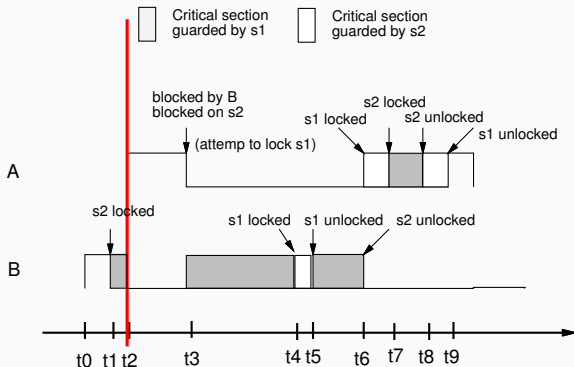 Critical section
guarded by s1
Critical section
guarded by s2
blocked by B
blocked on s2
(attemp to lock s1)
s1 locked
s2 locked
s2 unlocked
s1 unlocked
A
s2 locked
s1 locked
s1 unlocked
s2 unlocked
B
t0 t1 t2 t3 t4 t5 t6 t7 t8 t9